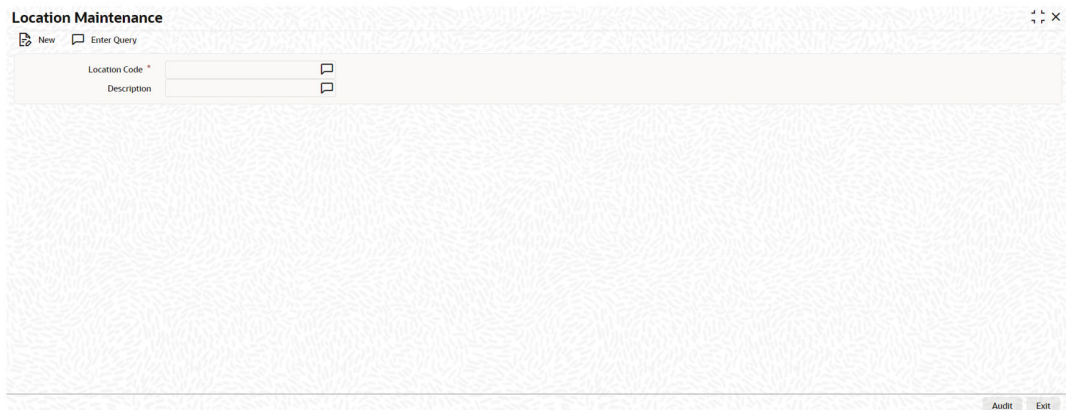 Location Maintenance
New Enter Query
Location Code *
Description
Audit Exit